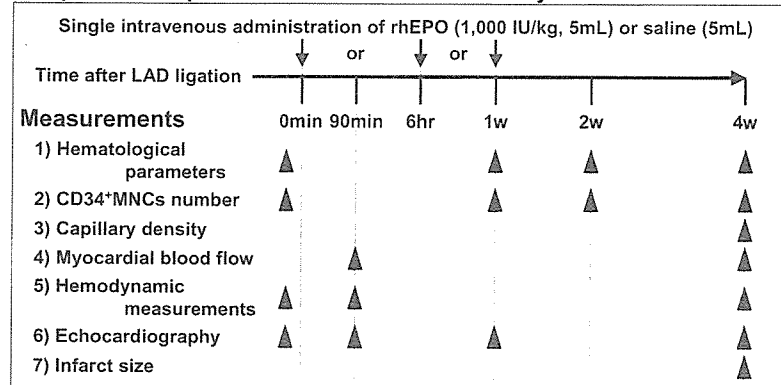 Single intravenous administration of rhEPO (1,000 IU/kg, 5mL) or saline (5mL)
or or
Time after LAD ligation
Measurements 0min 90min 6hr 1w 2w 4w
1) Hematological
parameters
2) CD34⁺MNCs number
3) Capillary density
4) Myocardial blood flow
5) Hemodynamic
measurements
6) Echocardiography
7) Infarct size